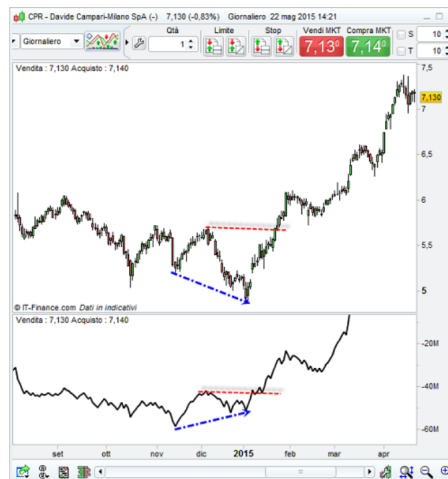 CPR - Davide Campari-Milano SpA (-) 7,130 (-0,83%) Giornaliero 22 mag 2015 14:21
Giornaliero
Qtà
Limite
Stop
Vendi MKT
Compra MKT
S
10
1
7,13⁰
7,14⁰
T
10
Vendita : 7,130 Acquisto : 7,140
7,5
7,130
7
6,5
6
5,5
5
© IT-Finance.com Dati in indicativi
Vendita : 7,130 Acquisto : 7,140
-20M
-40M
-60M
set
ott
nov
dic
2015
feb
mar
apr